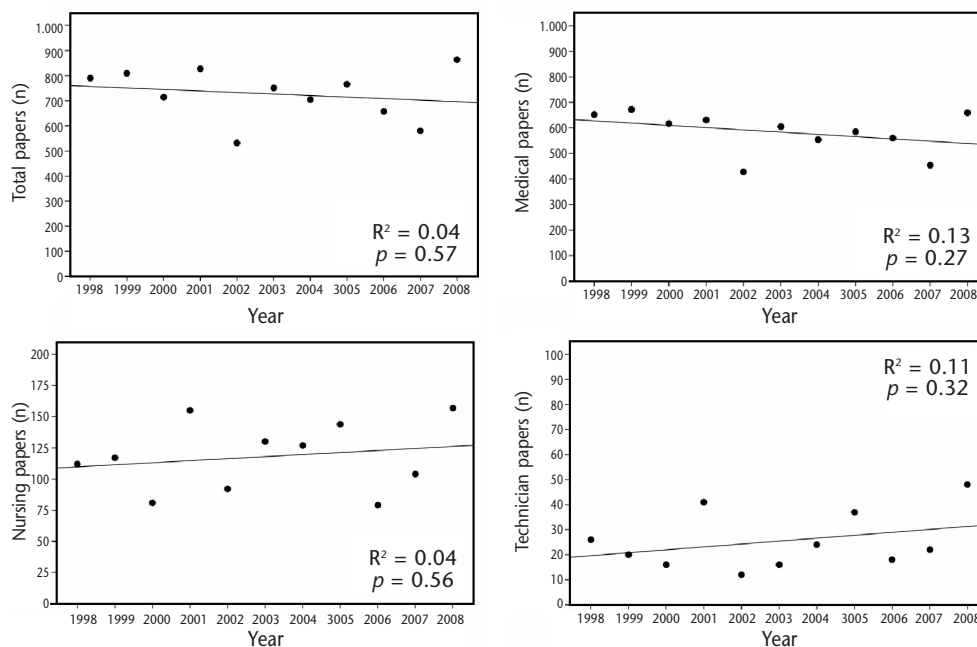 Total papers (n)
1.000
900
800
700
600
500
400
300
200
100
0
R² = 0.04
p = 0.57
1998 1999 2000 2001 2002 2003 2004 3005 2006 2007 2008
Year
Medical papers (n)
1.000
900
800
700
600
500
400
300
200
100
0
R² = 0.13
p = 0.27
1998 1999 2000 2001 2002 2003 2004 3005 2006 2007 2008
Year
Nursing papers (n)
200
175
150
125
100
75
50
25
0
R² = 0.04
p = 0.56
1998 1999 2000 2001 2002 2003 2004 3005 2006 2007 2008
Year
Technician papers (n)
100
90
80
70
60
50
40
30
20
10
0
R² = 0.11
p = 0.32
1998 1999 2000 2001 2002 2003 2004 3005 2006 2007 2008
Year